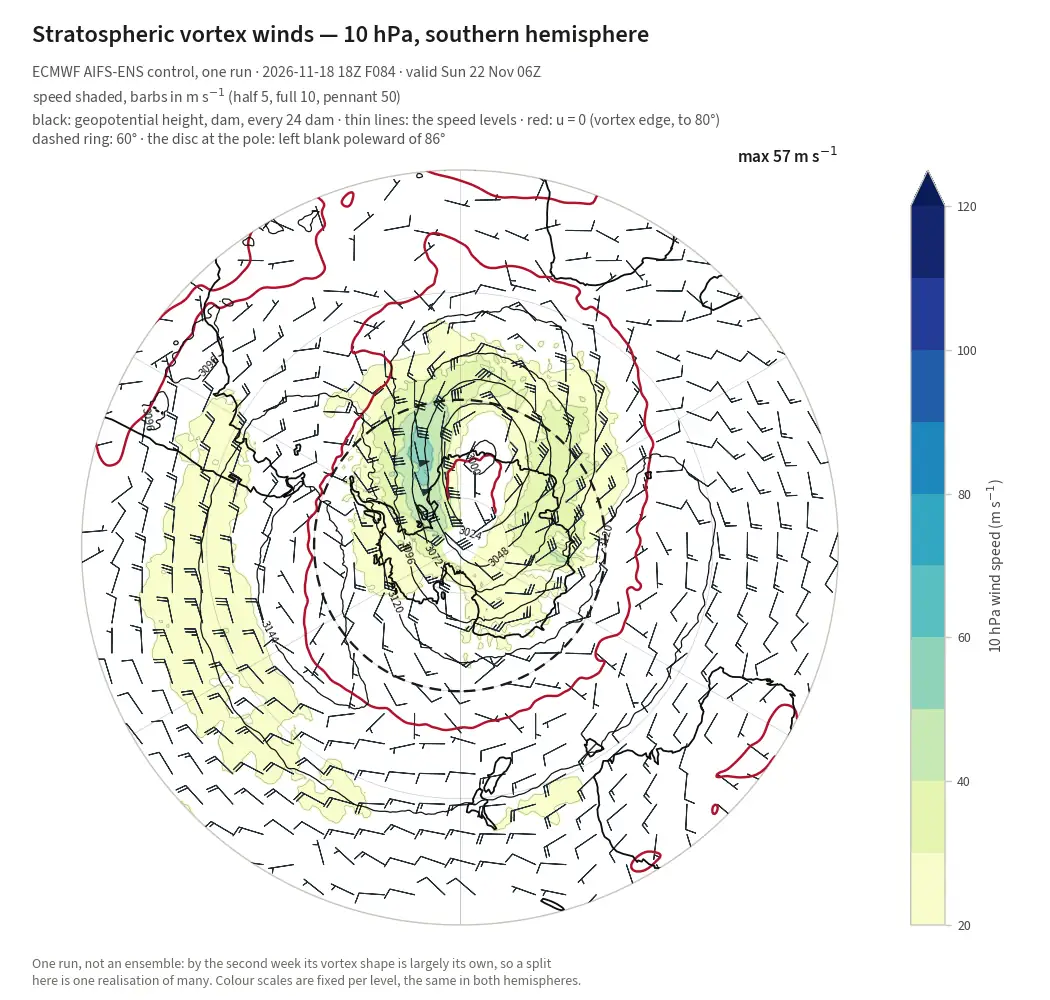 Stratospheric vortex winds — 10 hPa, southern hemisphere
ECMWF AIFS-ENS control, one run · 2026-11-18 18Z F084 · valid Sun 22 Nov 06Z
speed shaded, barbs in m s⁻¹ (half 5, full 10, pennant 50)
black: geopotential height, dam, every 24 dam · thin lines: the speed levels · red: u = 0 (vortex edge, to 80°)
dashed ring: 60° · the disc at the pole: left blank poleward of 86°
max 57 m s⁻¹
120
100
80
60
40
20
10 hPa wind speed (m s⁻¹)
3096
3096
3000
3024
3048
3072
3096
3120
3120
3144
One run, not an ensemble: by the second week its vortex shape is largely its own, so a split
here is one realisation of many. Colour scales are fixed per level, the same in both hemispheres.